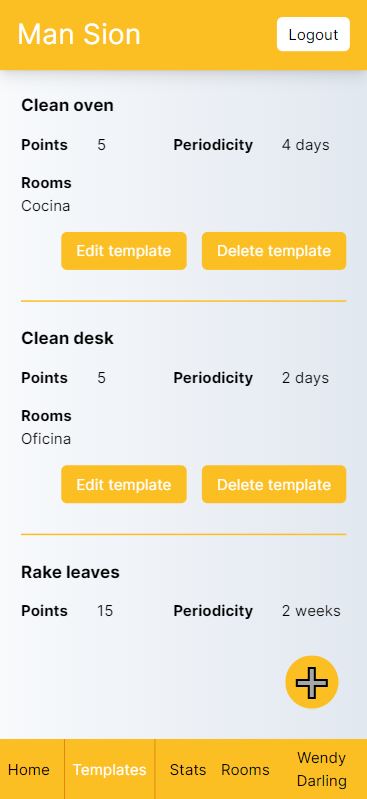 Man Sion Logout
Clean oven
Points 5 Periodicity 4 days
Rooms
Cocina
Edit template Delete template
Clean desk
Points 5 Periodicity 2 days
Rooms
Oficina
Edit template Delete template
Rake leaves
Points 15 Periodicity 2 weeks
Home Templates Stats Rooms Wendy
Darling